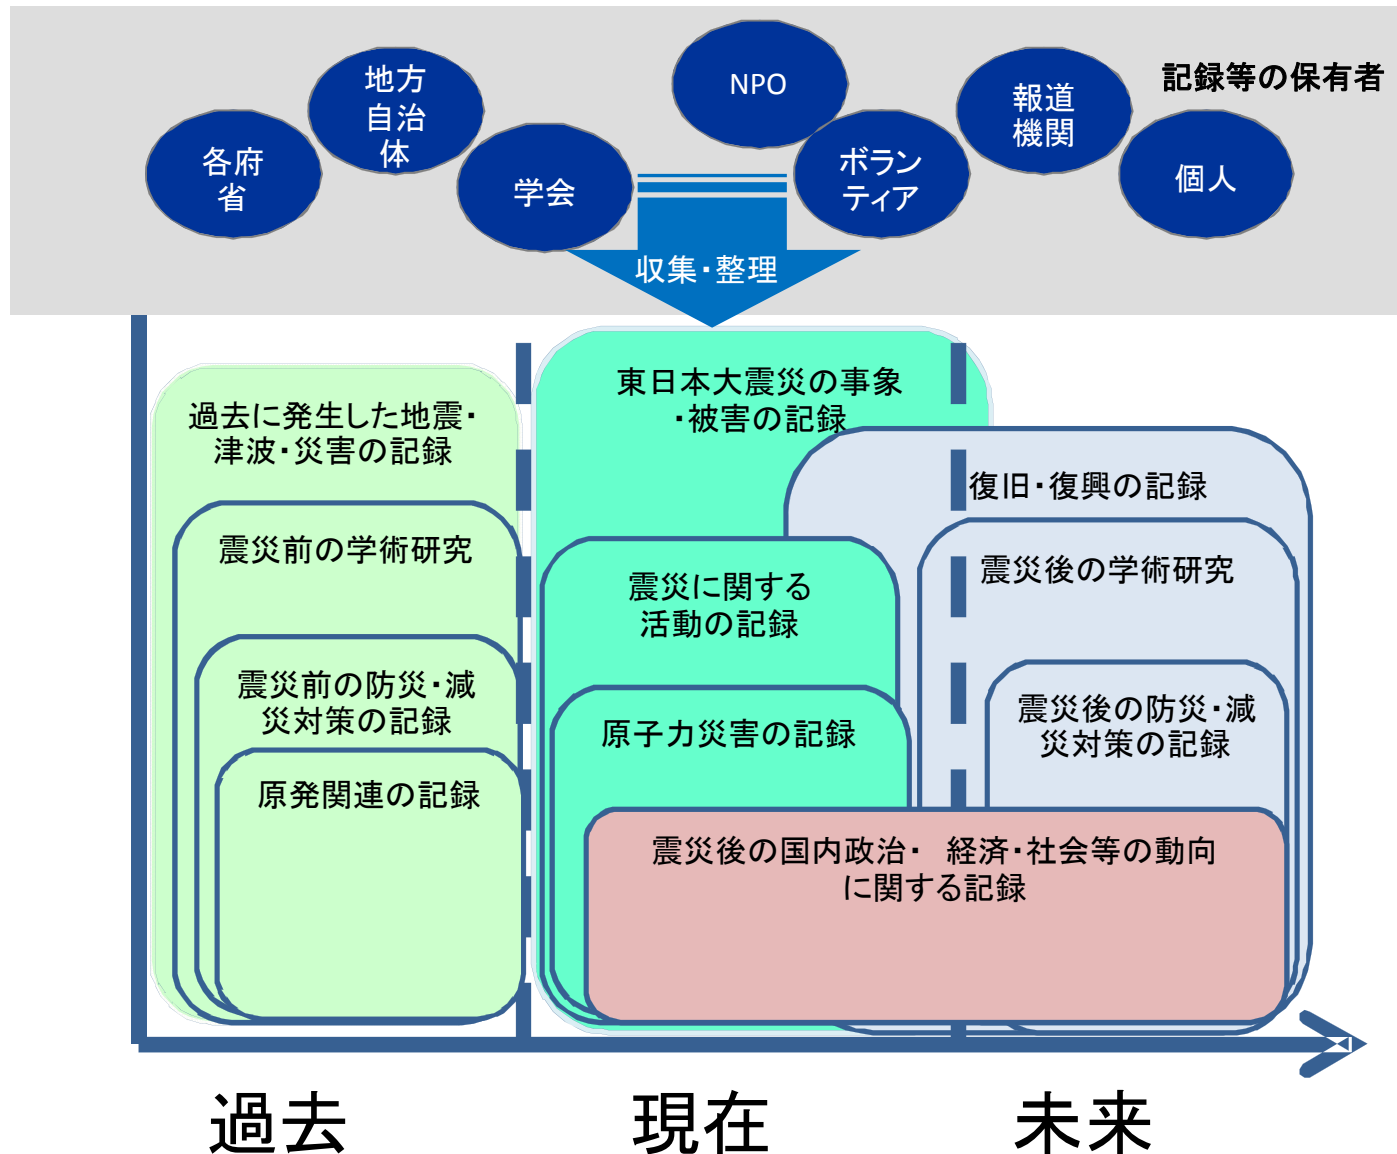 記録等の保有者
各府
省
地方
自治
体
学会
NPO
ボラン
ティア
報道
機関
個人
収集・整理
過去に発生した地震・
津波・災害の記録
震災前の学術研究
震災前の防災・減
災対策の記録
原発関連の記録
東日本大震災の事象
・被害の記録
震災に関する
活動の記録
原子力災害の記録
復旧・復興の記録
震災後の学術研究
震災後の防災・減
災対策の記録
震災後の国内政治・ 経済・社会等の動向
に関する記録
過去
現在
未来